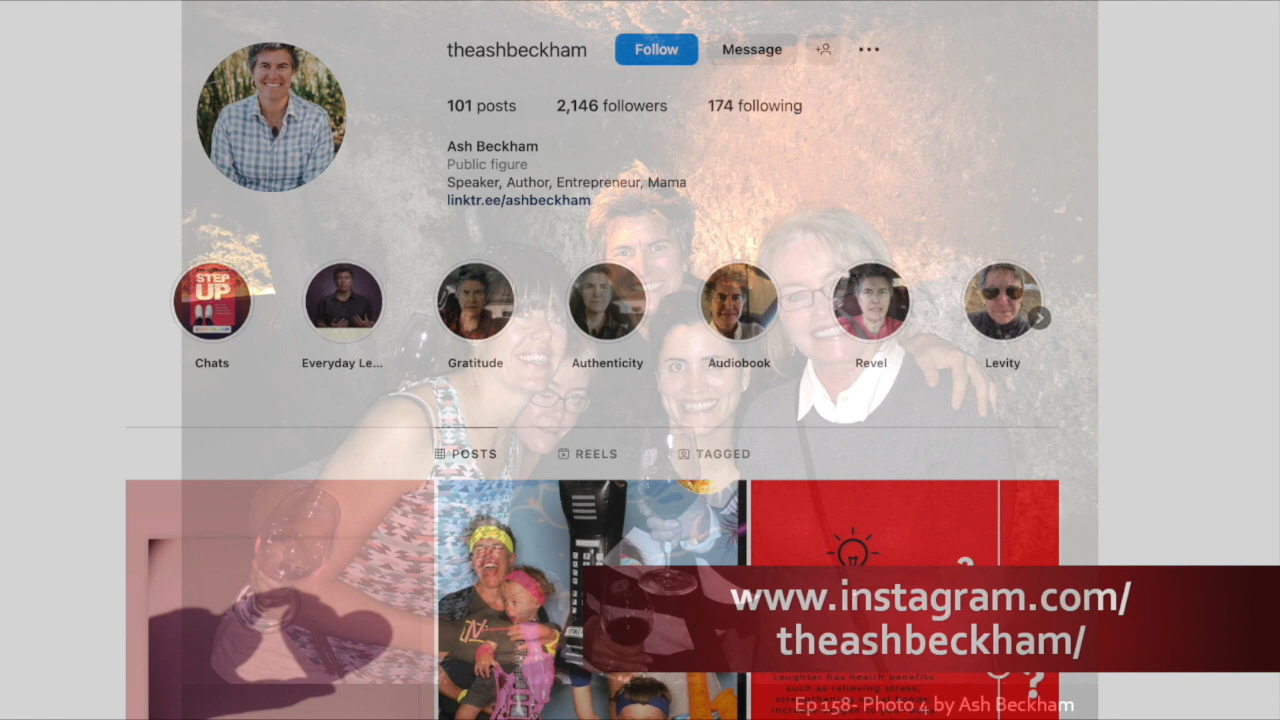 theashbeckham
Follow
Message
101 posts
2,146 followers
174 following
Ash Beckham
Public figure
Speaker, Author, Entrepreneur, Mama
linktr.ee/ashbeckham
STEP
UP
Chats
Everyday Le...
Gratitude
Authenticity
Audiobook
Revel
Levity
POSTS
REELS
TAGGED
?
www.instagram.com/
theashbeckham/
?
Laughter has health benefits
such as relieving stress,
Ep 158- Photo 4 by Ash Beckham